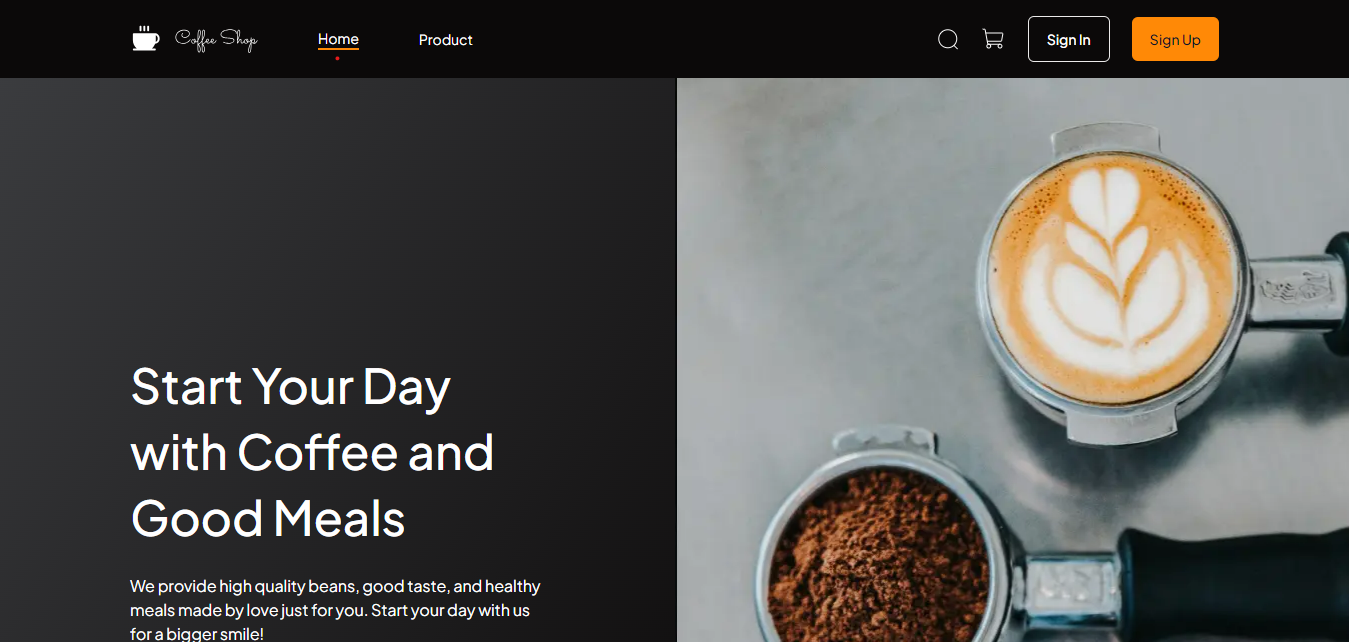 Coffee Shop
Home
Product
Sign In
Sign Up
Start Your Day
with Coffee and
Good Meals
We provide high quality beans, good taste, and healthy
meals made by love just for you. Start your day with us
for a bigger smile!